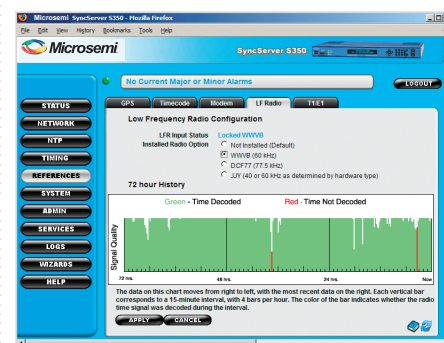 Microsemi SyncServer S350 - Mozilla Firefox
File Edit View History Bookmarks Tools Help
Microsemi
SyncServer S350
No Current Major or Minor Alarms
LOGOUT
GPS Timecode Modem LF Radio T1/E1
STATUS
NETWORK
NTP
TIMING
REFERENCES
SYSTEM
ADMIN
SERVICES
LOGS
WIZARDS
HELP
Low Frequency Radio Configuration
LFR Input Status Locked WWVB
Installed Radio Option Not Installed (Default)
WWVB (60 kHz)
DCF77 (77.5 kHz)
JJY (40 or 60 kHz as determined by hardware type)
72 hour History
Green - Time Decoded Red - Time Not Decoded
Signal Quality
72 hrs. 48 hrs. 24 hrs. Now
The data on this chart moves from right to left, with the most recent data on the right. Each vertical bar
corresponds to a 15-minute interval, with 4 bars per hour. The color of the bar indicates whether the radio
time signal was decoded during the interval.
APPLY CANCEL